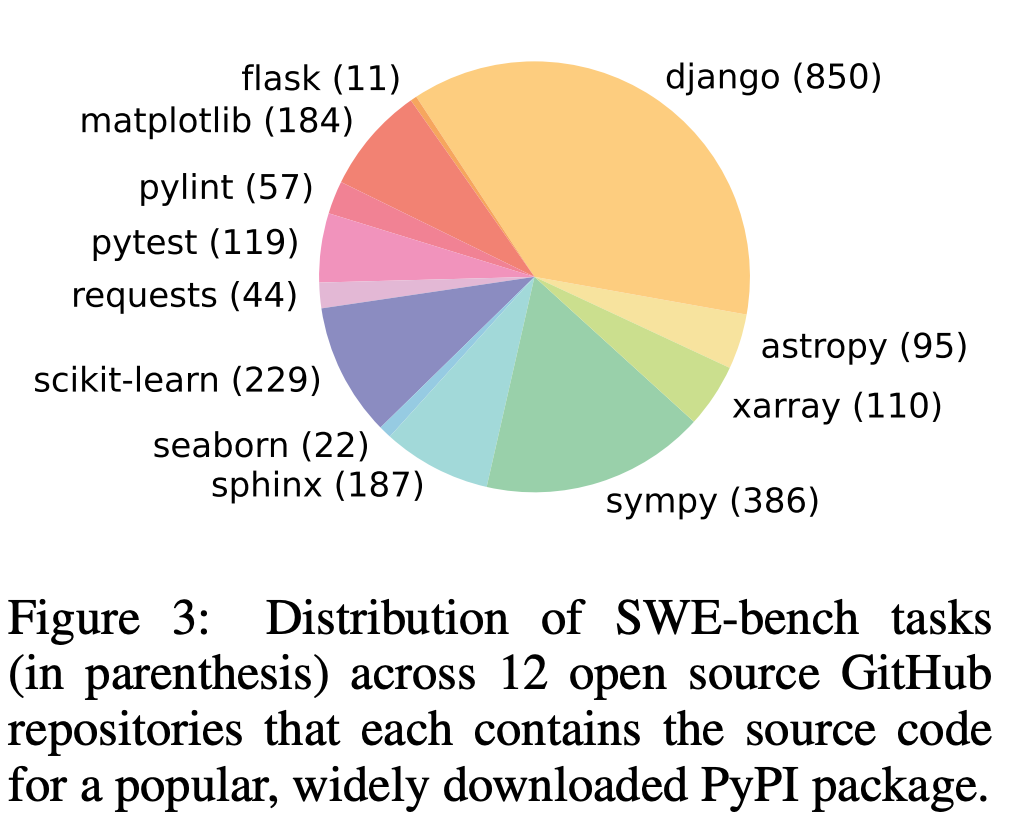 flask (11)
django (850)
matplotlib (184)
pylint (57)
pytest (119)
requests (44)
astropy (95)
scikit-learn (229)
xarray (110)
seaborn (22)
sphinx (187)
sympy (386)
Figure 3: Distribution of SWE-bench tasks
(in parenthesis) across 12 open source GitHub
repositories that each contains the source code
for a popular, widely downloaded PyPI package.